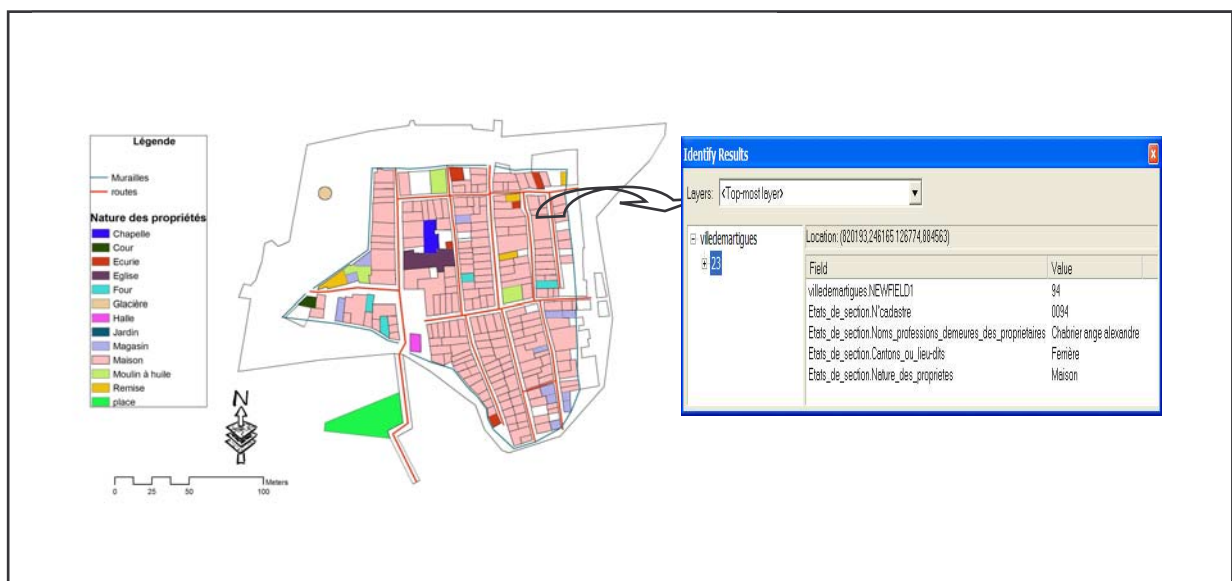 Légende
Murailles
routes
Nature des propriétés
Chapelle
Cour
Ecurie
Eglise
Four
Glacière
Halle
Jardin
Magasin
Maison
Moulin à huile
Remise
place
N
Meters
0 25 50 100
Identify Results
Layers: <Top-most layer>
villedemartigues
23
Location: (820193,246165 126774,884563)
Field Value
villedemartigues.NEWFIELD1 94
Etats_de_section.N°cadastre 0094
Etats_de_section.Noms_professions_demeures_des_proprietaires Chabrier ange alexandre
Etats_de_section.Cantons_ou_lieu-dits Ferrière
Etats_de_section.Nature_des_proprietes Maison